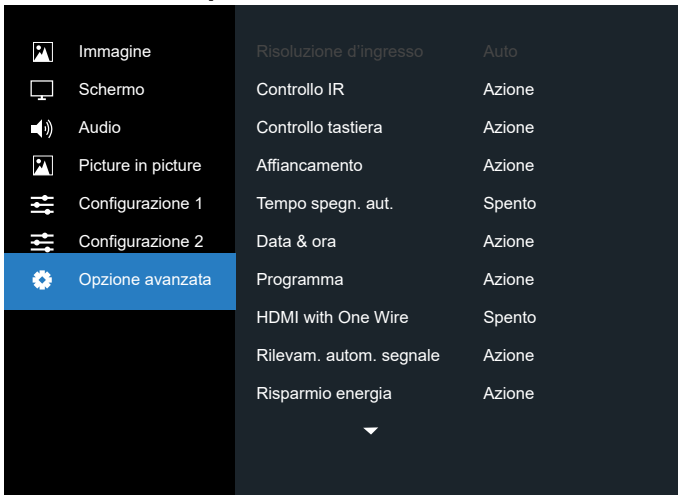 Immagine
Schermo
Audio
Picture in picture
Configurazione 1
Configurazione 2
Opzione avanzata
Risoluzione d'ingresso Auto
Controllo IR Azione
Controllo tastiera Azione
Affiancamento Azione
Tempo spegn. aut. Spento
Data & ora Azione
Programma Azione
HDMI with One Wire Spento
Rilevam. autom. segnale Azione
Risparmio energia Azione